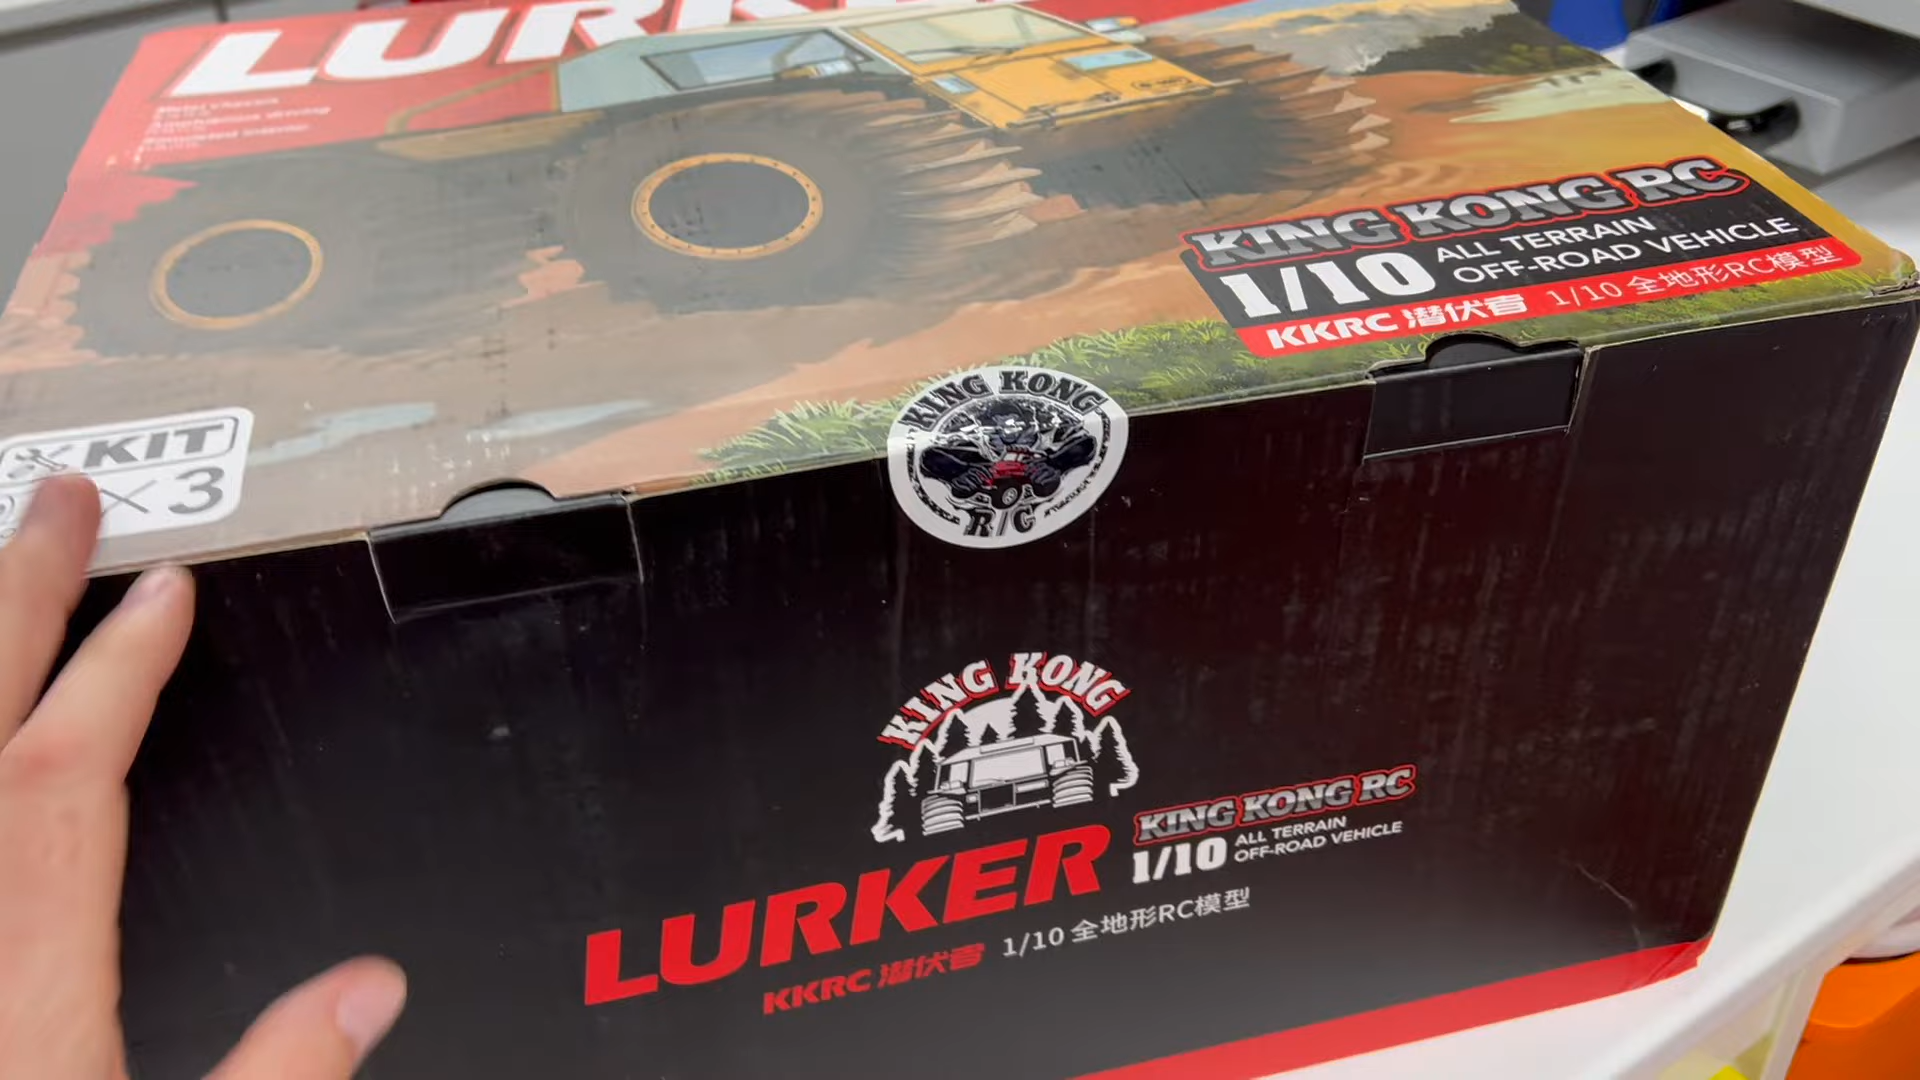 LURKER
Metal chassis
KING KONG RC
1/10 ALL TERRAIN
OFF-ROAD VEHICLE
KKRC 潜伏者 1/10 全地形RC模型
KIT
×3
KING KONG
R/C
KING KONG
LURKER
KING KONG RC
1/10 ALL TERRAIN
OFF-ROAD VEHICLE
KKRC 潜伏者 1/10 全地形RC模型